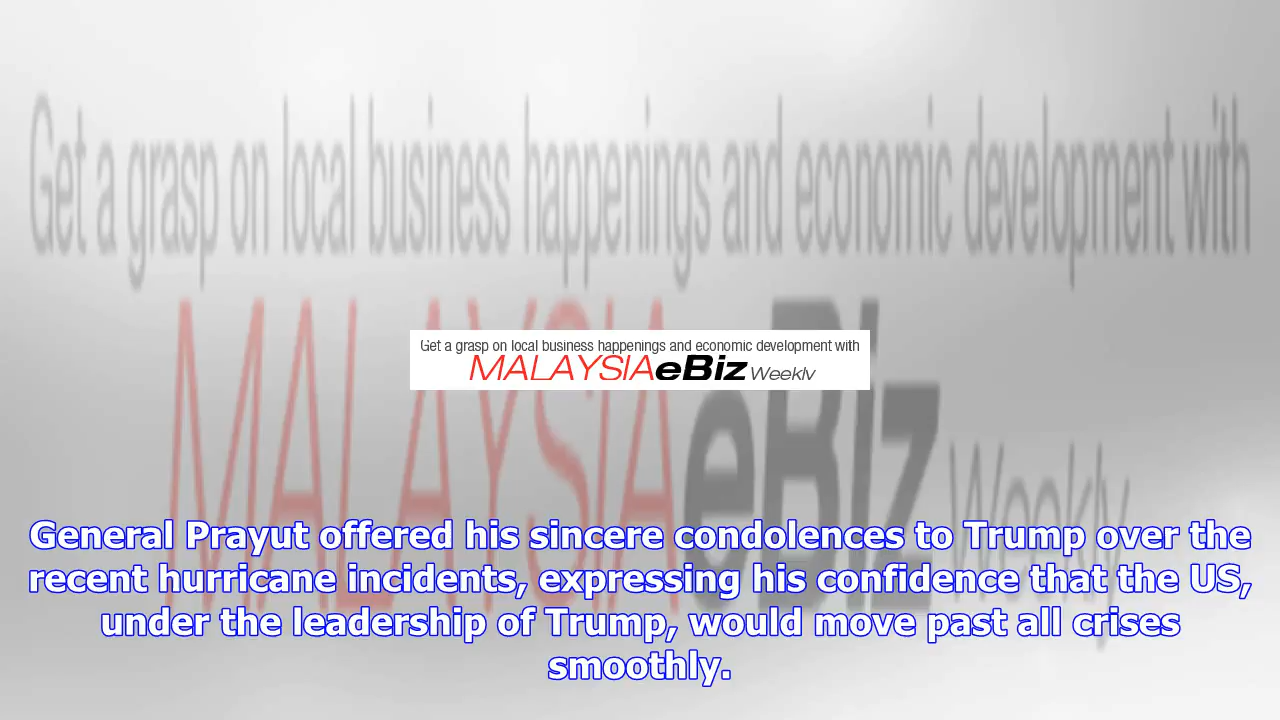 Get a grasp on local business happenings and economic development with
MALAYSIAeBiz Weekly
Get a grasp on local business happenings and economic development with
MALAYSIAeBiz Weekly
General Prayut offered his sincere condolences to Trump over the
recent hurricane incidents, expressing his confidence that the US,
under the leadership of Trump, would move past all crises
smoothly.